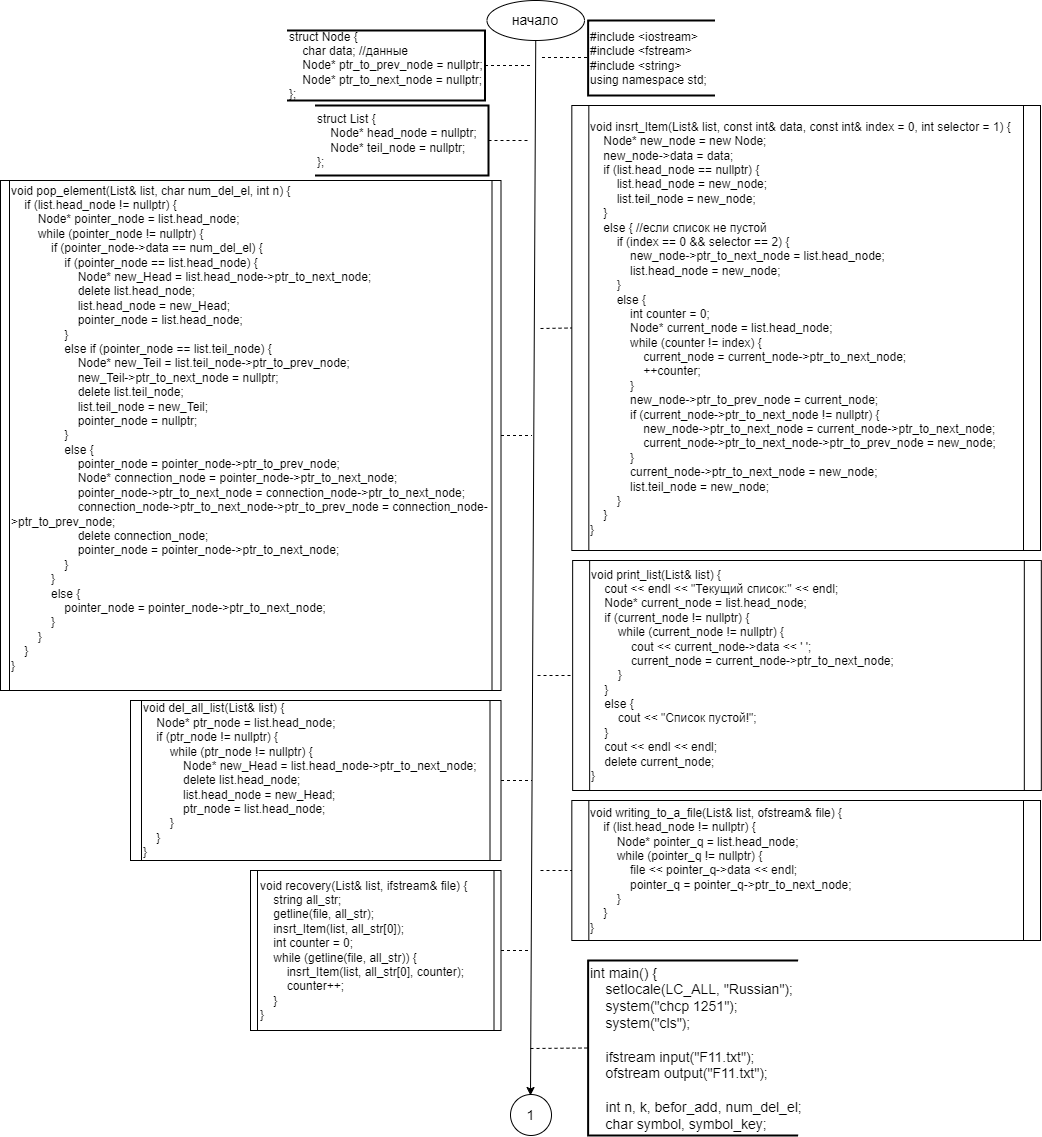 начало
struct Node {
char data; //данные
Node* ptr_to_prev_node = nullptr;
Node* ptr_to_next_node = nullptr;
};
#include <iostream>
#include <fstream>
#include <string>
using namespace std;
struct List {
Node* head_node = nullptr;
Node* teil_node = nullptr;
};
void insrt_Item(List& list, const int& data, const int& index = 0, int selector = 1) {
Node* new_node = new Node;
new_node->data = data;
if (list.head_node == nullptr) {
list.head_node = new_node;
list.teil_node = new_node;
}
else { //если список не пустой
if (index == 0 && selector == 2) {
new_node->ptr_to_next_node = list.head_node;
list.head_node = new_node;
}
else {
int counter = 0;
Node* current_node = list.head_node;
while (counter != index) {
current_node = current_node->ptr_to_next_node;
++counter;
}
new_node->ptr_to_prev_node = current_node;
if (current_node->ptr_to_next_node != nullptr) {
new_node->ptr_to_next_node = current_node->ptr_to_next_node;
current_node->ptr_to_next_node->ptr_to_prev_node = new_node;
}
current_node->ptr_to_next_node = new_node;
list.teil_node = new_node;
}
}
}
void pop_element(List& list, char num_del_el, int n) {
if (list.head_node != nullptr) {
Node* pointer_node = list.head_node;
while (pointer_node != nullptr) {
if (pointer_node->data == num_del_el) {
if (pointer_node == list.head_node) {
Node* new_Head = list.head_node->ptr_to_next_node;
delete list.head_node;
list.head_node = new_Head;
pointer_node = list.head_node;
}
else if (pointer_node == list.teil_node) {
Node* new_Teil = list.teil_node->ptr_to_prev_node;
new_Teil->ptr_to_next_node = nullptr;
delete list.teil_node;
list.teil_node = new_Teil;
pointer_node = nullptr;
}
else {
pointer_node = pointer_node->ptr_to_prev_node;
Node* connection_node = pointer_node->ptr_to_next_node;
pointer_node->ptr_to_next_node = connection_node->ptr_to_next_node;
connection_node->ptr_to_next_node->ptr_to_prev_node = connection_node-
>ptr_to_prev_node;
delete connection_node;
pointer_node = pointer_node->ptr_to_next_node;
}
}
else {
pointer_node = pointer_node->ptr_to_next_node;
}
}
}
}
void print_list(List& list) {
cout << endl << "Текущий список:" << endl;
Node* current_node = list.head_node;
if (current_node != nullptr) {
while (current_node != nullptr) {
cout << current_node->data << ' ';
current_node = current_node->ptr_to_next_node;
}
}
else {
cout << "Список пустой!";
}
cout << endl << endl;
delete current_node;
}
void del_all_list(List& list) {
Node* ptr_node = list.head_node;
if (ptr_node != nullptr) {
while (ptr_node != nullptr) {
Node* new_Head = list.head_node->ptr_to_next_node;
delete list.head_node;
list.head_node = new_Head;
ptr_node = list.head_node;
}
}
}
void writing_to_a_file(List& list, ofstream& file) {
if (list.head_node != nullptr) {
Node* pointer_q = list.head_node;
while (pointer_q != nullptr) {
file << pointer_q->data << endl;
pointer_q = pointer_q->ptr_to_next_node;
}
}
}
void recovery(List& list, ifstream& file) {
string all_str;
getline(file, all_str);
insrt_Item(list, all_str[0]);
int counter = 0;
while (getline(file, all_str)) {
insrt_Item(list, all_str[0], counter);
counter++;
}
}
int main() {
setlocale(LC_ALL, "Russian");
system("chcp 1251");
system("cls");
ifstream input("F11.txt");
ofstream output("F11.txt");
int n, k, befor_add, num_del_el;
char symbol, symbol_key;
1